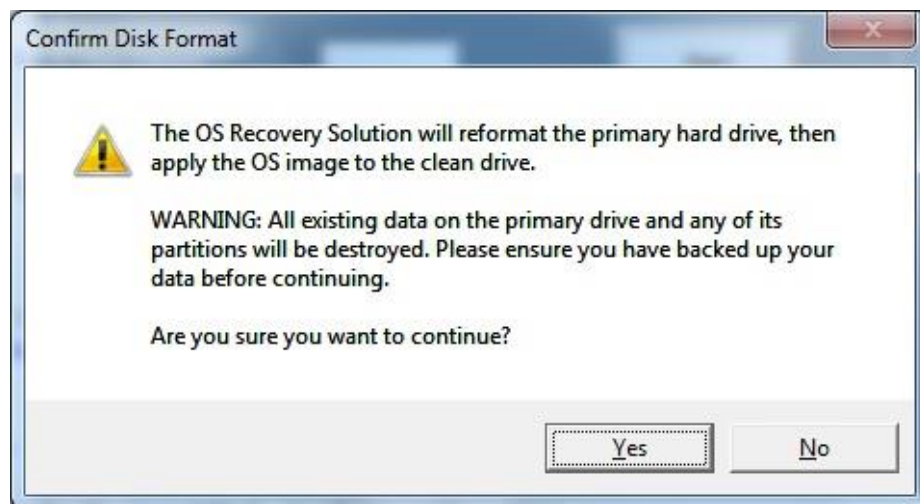 Confirm Disk Format
The OS Recovery Solution will reformat the primary hard drive, then
apply the OS image to the clean drive.
WARNING: All existing data on the primary drive and any of its
partitions will be destroyed. Please ensure you have backed up your
data before continuing.
Are you sure you want to continue?
Yes
No